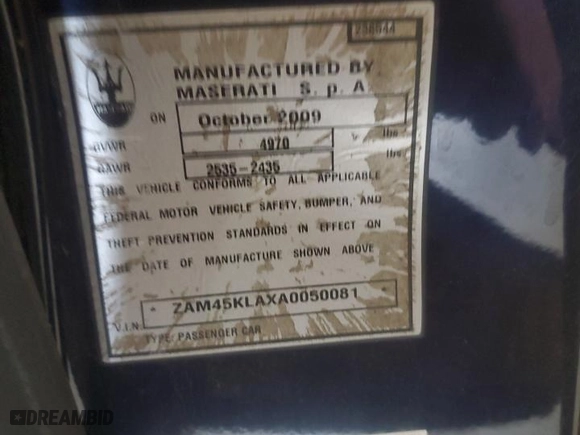 236644
MANUFACTURED BY
MASERATI S. p. A.
ON October 2009
GVWR 4970 lbs
GAWR 2535-2435 lbs
THIS VEHICLE CONFORMS TO ALL APPLICABLE
FEDERAL MOTOR VEHICLE SAFETY, BUMPER, AND
THEFT PREVENTION STANDARDS IN EFFECT ON
THE DATE OF MANUFACTURE SHOWN ABOVE
* ZAM45KLAXA0050081 *
V.I.N.
TYPE: PASSENGER CAR
DREAMBID